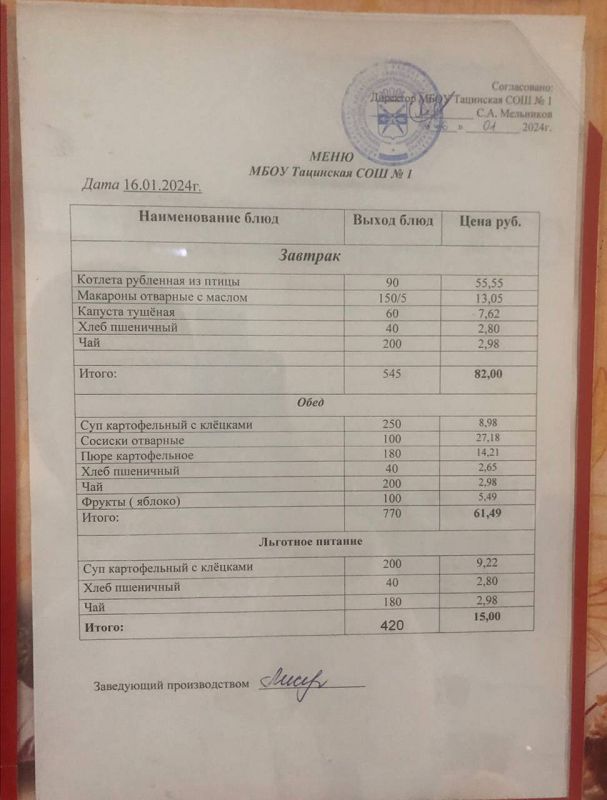 Согласовано:
Директор МБОУ Тацинская СОШ № 1
С.А. Мельников
« » 01 2024г.
МЕНЮ
МБОУ Тацинская СОШ № 1
Дата 16.01.2024г.
Наименование блюд Выход блюд Цена руб.
Завтрак
Котлета рубленная из птицы 90 55,55
Макароны отварные с маслом 150/5 13,05
Капуста тушёная 60 7,62
Хлеб пшеничный 40 2,80
Чай 200 2,98
Итого: 545 82,00
Обед
Суп картофельный с клёцками 250 8,98
Сосиски отварные 100 27,18
Пюре картофельное 180 14,21
Хлеб пшеничный 40 2,65
Чай 200 2,98
Фрукты ( яблоко) 100 5,49
Итого: 770 61,49
Льготное питание
Суп картофельный с клёцками 200 9,22
Хлеб пшеничный 40 2,80
Чай 180 2,98
Итого: 420 15,00
Заведующий производством